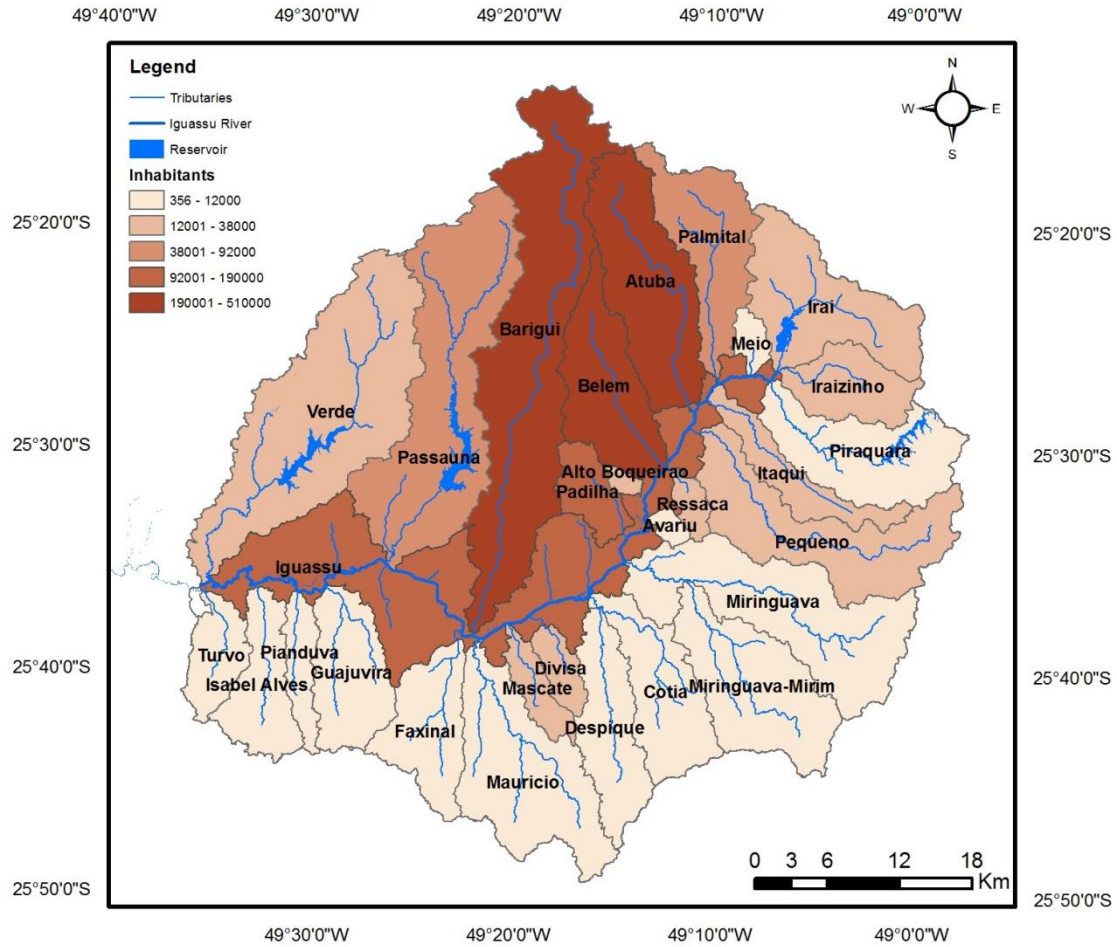 49°40'0"W 49°30'0"W 49°20'0"W 49°10'0"W 49°0'0"W
Legend
Tributaries
Iguassu River
Reservoir
Inhabitants
356 - 12000
12001 - 38000
38001 - 92000
92001 - 190000
190001 - 510000
N
W E
S
25°20'0"S
25°20'0"S
Palmital
Atuba
Irai
Barigui
Meio
Belem
Iraizinho
Verde
25°30'0"S
25°30'0"S
Passauna
Piraquara
Alto Boqueirao
Itaqui
Padilha
Ressaca
Avariu
Pequeno
Iguassu
Miringuava
Turvo
Pianduva
Isabel Alves
Guajuvira
Divisa
Mascate
Cotia
Miringuava-Mirim
25°40'0"S
25°40'0"S
Faxinal
Despique
Mauricio
0 3 6 12 18
Km
25°50'0"S
25°50'0"S
49°40'0"W 49°30'0"W 49°20'0"W 49°10'0"W 49°0'0"W